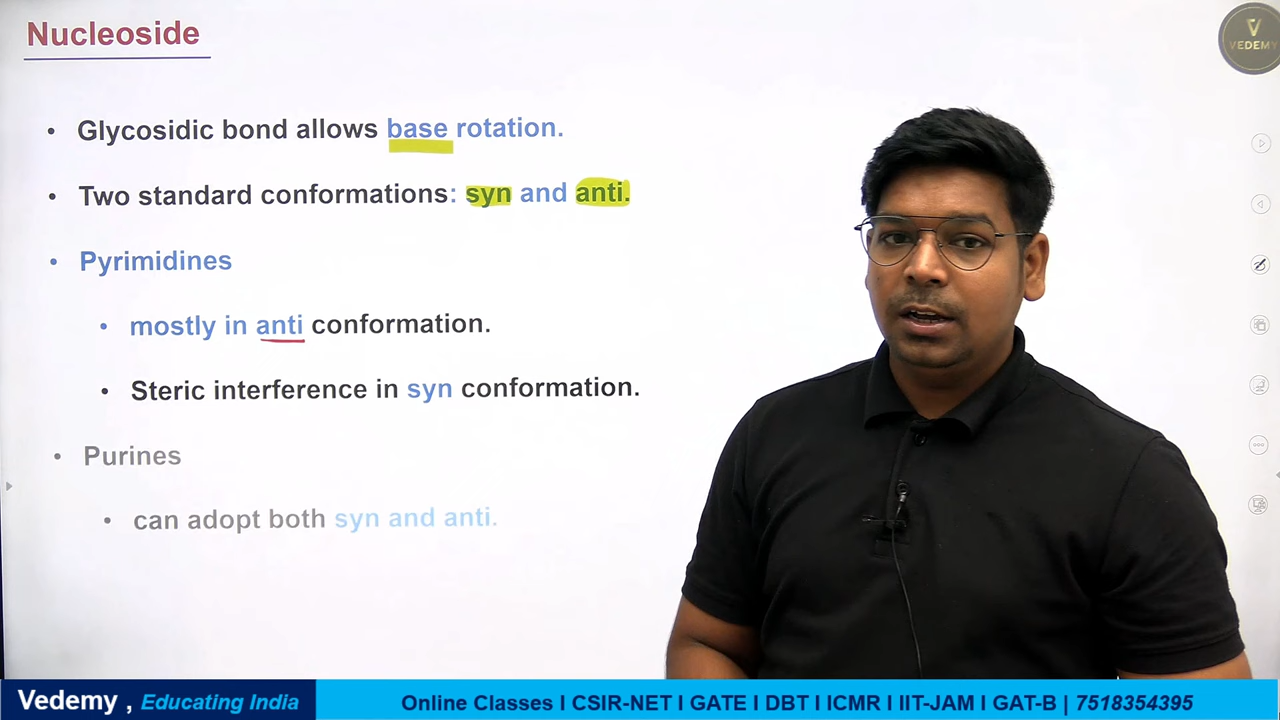 Nucleoside
VEDEMY
• Glycosidic bond allows base rotation.
• Two standard conformations: syn and anti.
• Pyrimidines
• mostly in anti conformation.
• Steric interference in syn conformation.
• Purines
• can adopt both syn and anti.
Vedemy , Educating India
Online Classes I CSIR-NET I GATE I DBT I ICMR I IIT-JAM I GAT-B | 7518354395